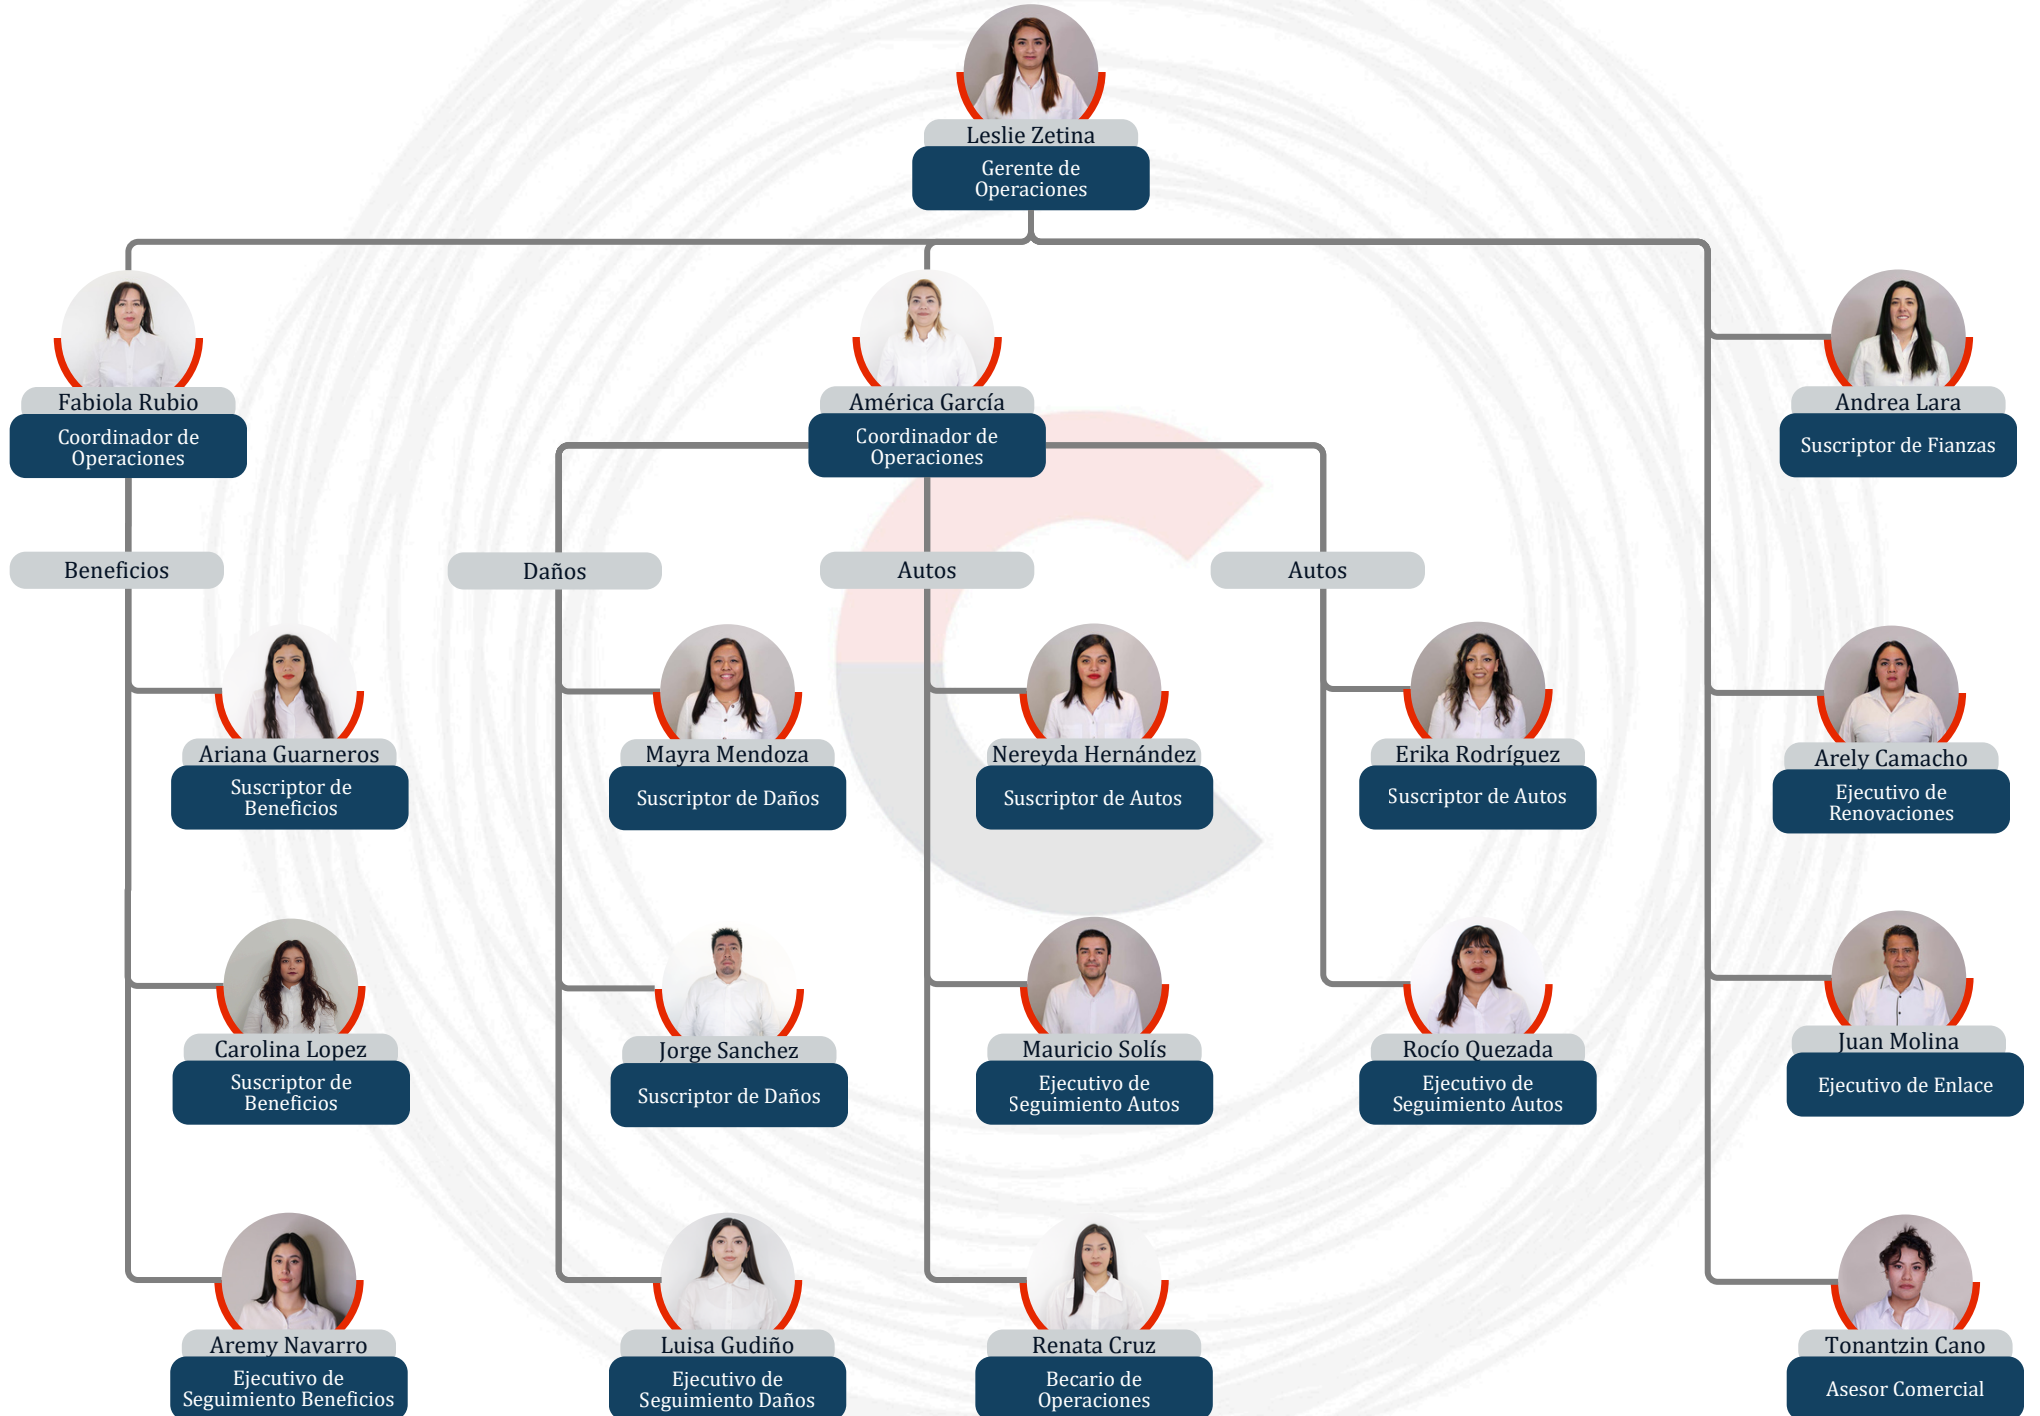 Leslie Zetina
Gerente de
Operaciones
Fabiola Rubio
Coordinador de
Operaciones
América García
Coordinador de
Operaciones
Andrea Lara
Suscriptor de Fianzas
Beneficios
Daños
Autos
Autos
Ariana Guarneros
Suscriptor de
Beneficios
Mayra Mendoza
Suscriptor de Daños
Nereyda Hernández
Suscriptor de Autos
Erika Rodríguez
Suscriptor de Autos
Arely Camacho
Ejecutivo de
Renovaciones
Carolina Lopez
Suscriptor de
Beneficios
Jorge Sanchez
Suscriptor de Daños
Mauricio Solís
Ejecutivo de
Seguimiento Autos
Rocío Quezada
Ejecutivo de
Seguimiento Autos
Juan Molina
Ejecutivo de Enlace
Aremy Navarro
Ejecutivo de
Seguimiento Beneficios
Luisa Gudiño
Ejecutivo de
Seguimiento Daños
Renata Cruz
Becario de
Operaciones
Tonantzin Cano
Asesor Comercial